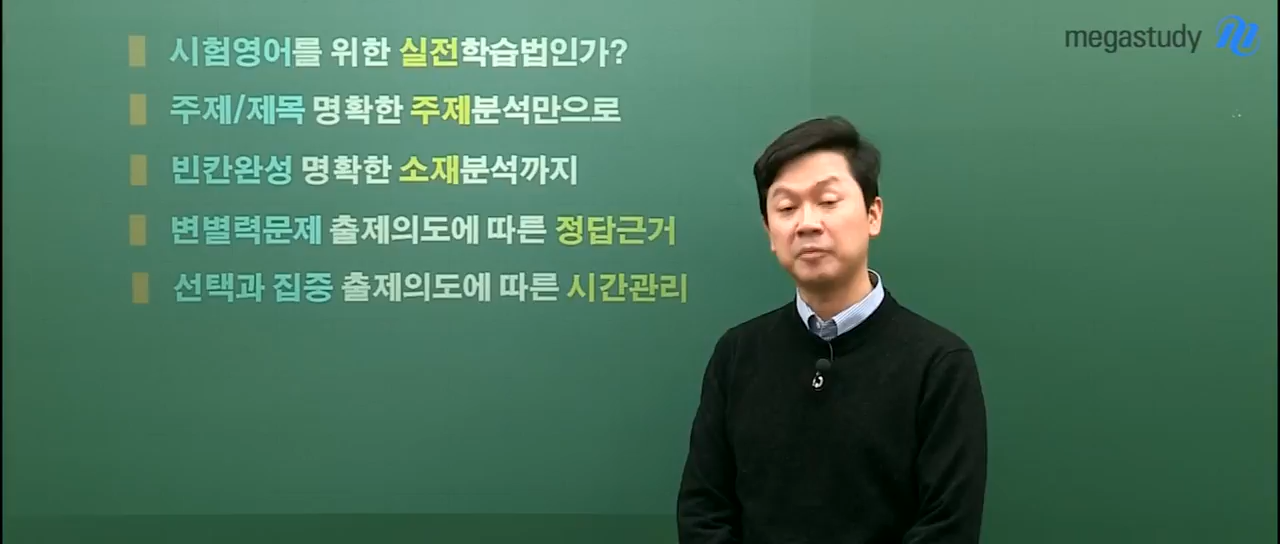 megastudy
시험영어를 위한 실전학습법인가?
주제/제목 명확한 주제분석만으로
빈칸완성 명확한 소재분석까지
변별력문제 출제의도에 따른 정답근거
선택과 집중 출제의도에 따른 시간관리